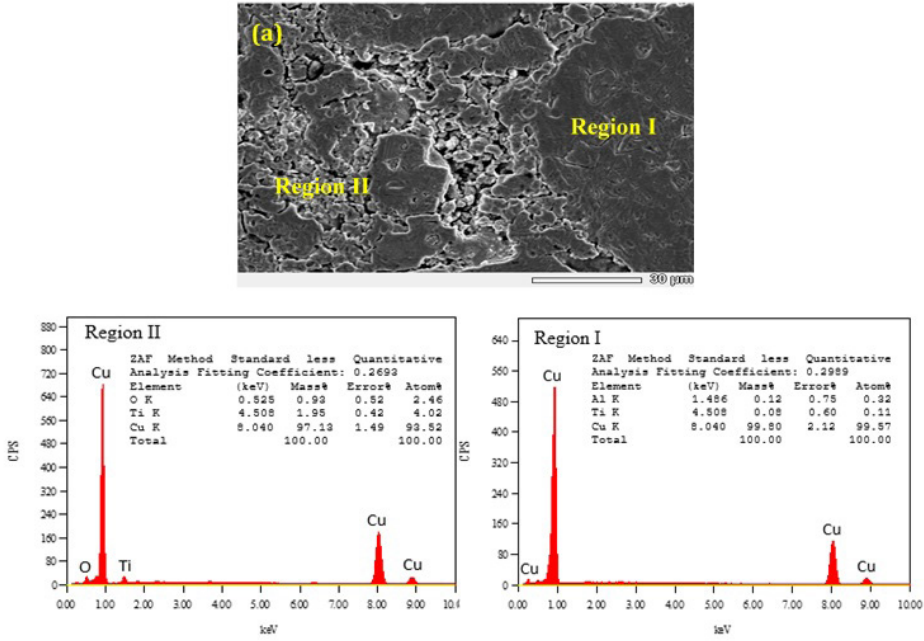 (a)
Region I
Region II
30 µm
Region II
ZAF Method Standard less Quantitative
Analysis Fitting Coefficient: 0.2693
Element (keV) Mass% Error% Atom%
O K 0.525 0.93 0.52 2.46
Ti K 4.508 1.95 0.42 4.02
Cu K 8.040 97.13 1.49 93.52
Total 100.00 100.00
Cu
Cu
Cu
O
Ti
CPS
880
800
720
640
560
480
400
320
240
160
80
0
0.00 1.00 2.00 3.00 4.00 5.00 6.00 7.00 8.00 9.00 10.0
keV
Region I
ZAF Method Standard less Quantitative
Analysis Fitting Coefficient: 0.2989
Element (keV) Mass% Error% Atom%
Al K 1.486 0.12 0.75 0.32
Ti K 4.508 0.08 0.60 0.11
Cu K 8.040 99.80 2.12 99.57
Total 100.00 100.00
Cu
Cu
Cu
Cu
CPS
640
560
480
400
320
240
160
80
0
0.00 1.00 2.00 3.00 4.00 5.00 6.00 7.00 8.00 9.00 10.00
keV